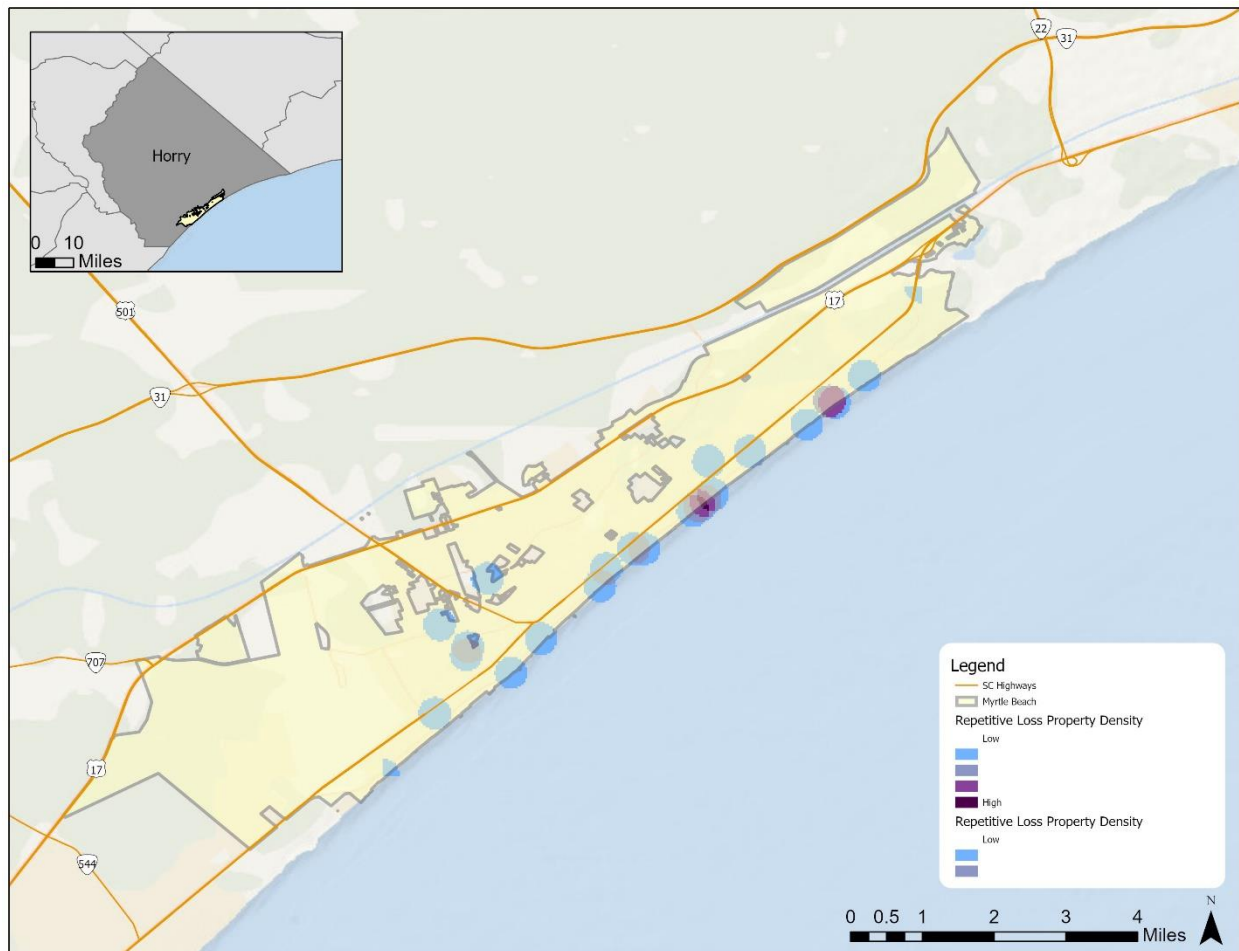 22
31
Horry
0 10
Miles
501
17
31
707
17
544
Legend
SC Highways
Myrtle Beach
Repetitive Loss Property Density
Low
High
Repetitive Loss Property Density
Low
N
0 0.5 1 2 3 4
Miles